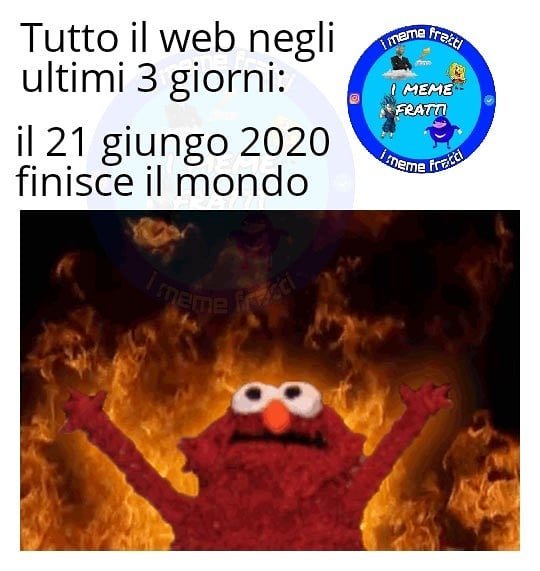 Tutto il web negli
ultimi 3 giorni:
il 21 giungo 2020
finisce il mondo
i meme fratti
I MEME
FRATTI
i meme fratti
i meme fratti